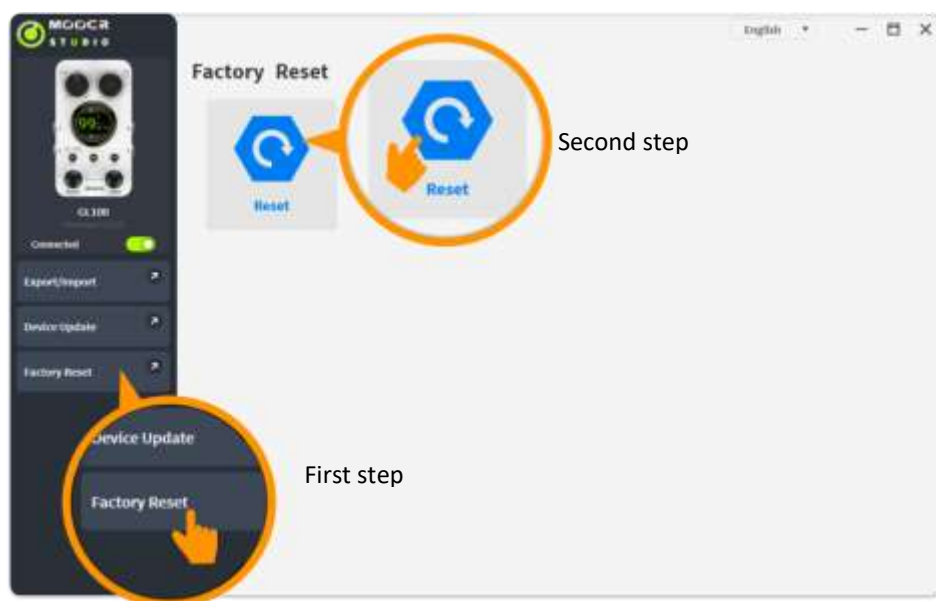 MOOER
STUDIO
English
Factory Reset
Reset
Reset
Second step
GL100
Connected
Export/Import
Device Update
Factory Reset
Device Update
Factory Reset
First step